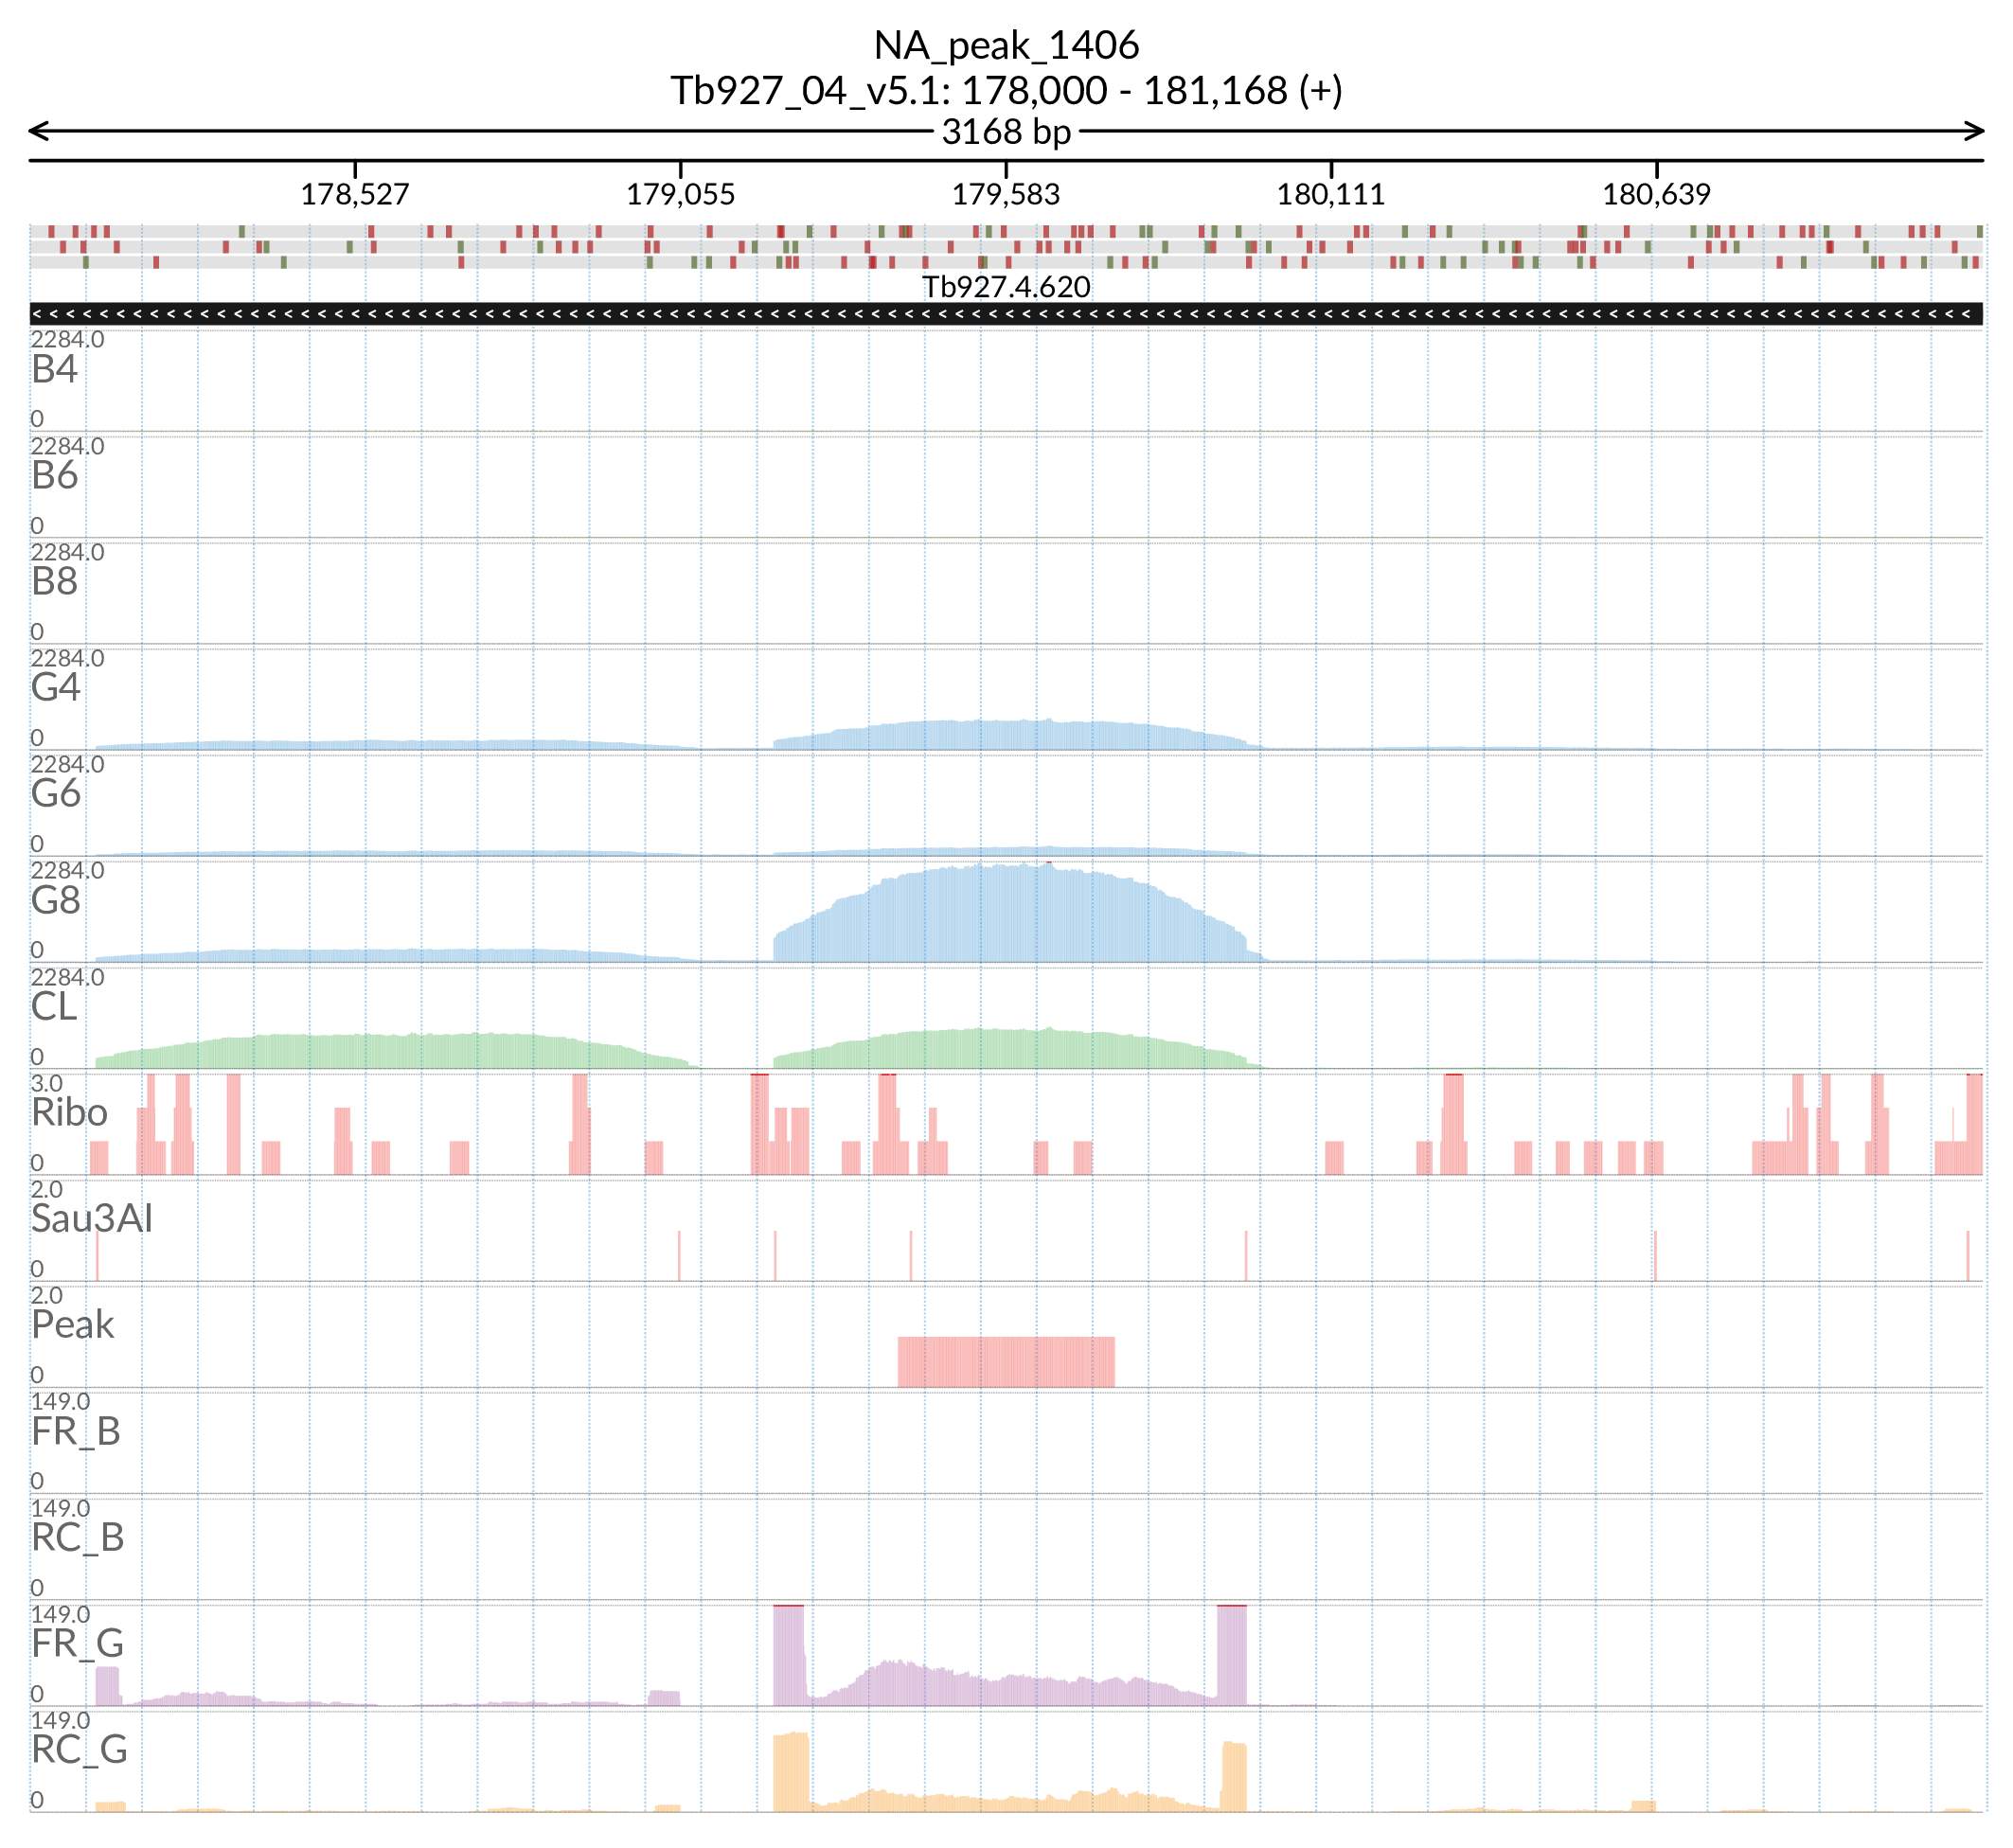 NA_peak_1406
Tb927_04_v5.1: 178,000 - 181,168 (+)
3168 bp
178,527 179,055 179,583 180,111 180,639
Tb927.4.620
2284.0
B4
0
2284.0
B6
0
2284.0
B8
0
2284.0
G4
0
2284.0
G6
0
2284.0
G8
0
2284.0
CL
0
3.0
Ribo
0
2.0
Sau3AI
0
2.0
Peak
0
149.0
FR_B
0
149.0
RC_B
0
149.0
FR_G
0
149.0
RC_G
0